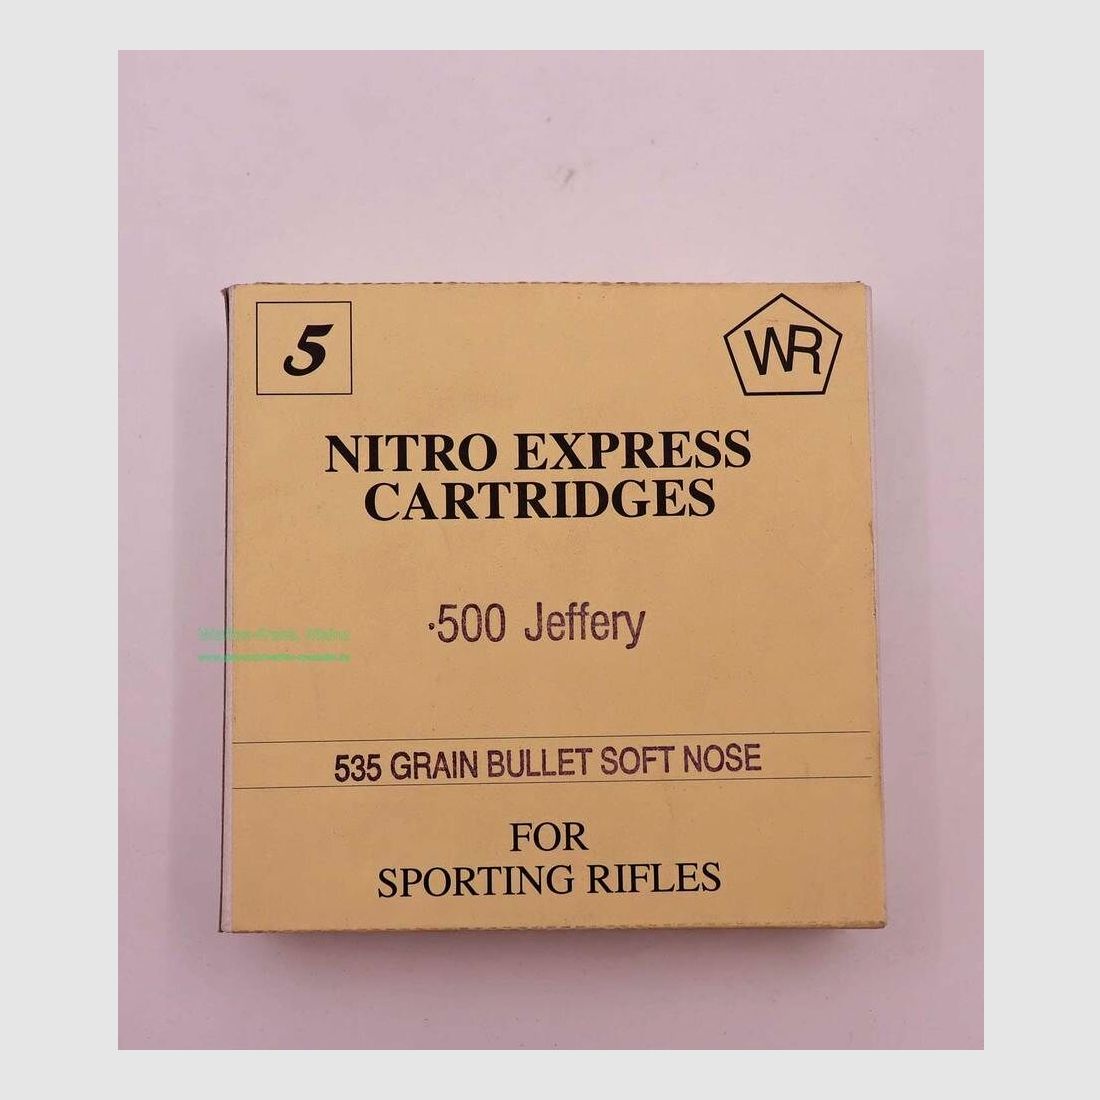 5
WR
NITRO EXPRESS
CARTRIDGES
.500 Jeffery
535 GRAIN BULLET SOFT NOSE
FOR
SPORTING RIFLES